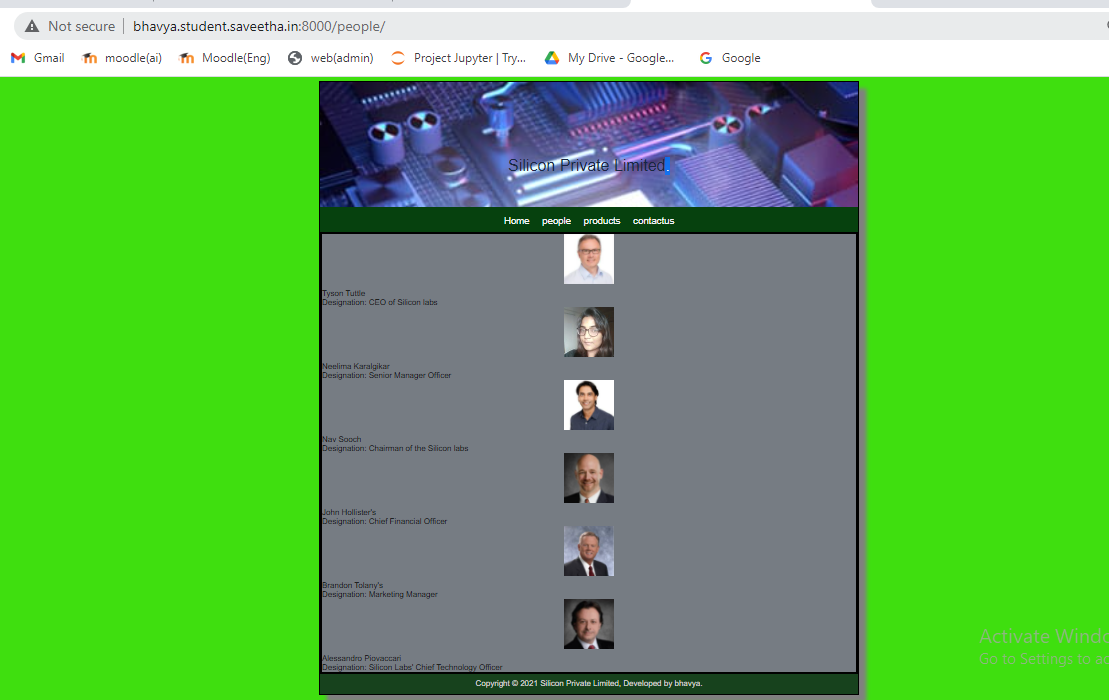 Not secure | bhavya.student.saveetha.in:8000/people/
Gmail moodle(ai) Moodle(Eng) web(admin) Project Jupyter | Try... My Drive - Google... Google
Silicon Private Limited.
Home people products contactus
Tyson Tuttle
Designation: CEO of Silicon labs
Neelima Karalgikar
Designation: Senior Manager Officer
Nav Sooch
Designation: Chairman of the Silicon labs
John Hollister's
Designation: Chief Financial Officer
Brandon Tolany's
Designation: Marketing Manager
Alessandro Piovaccari
Designation: Silicon Labs' Chief Technology Officer
Copyright © 2021 Silicon Private Limited, Developed by bhavya.
Activate Windo
Go to Settings to ac